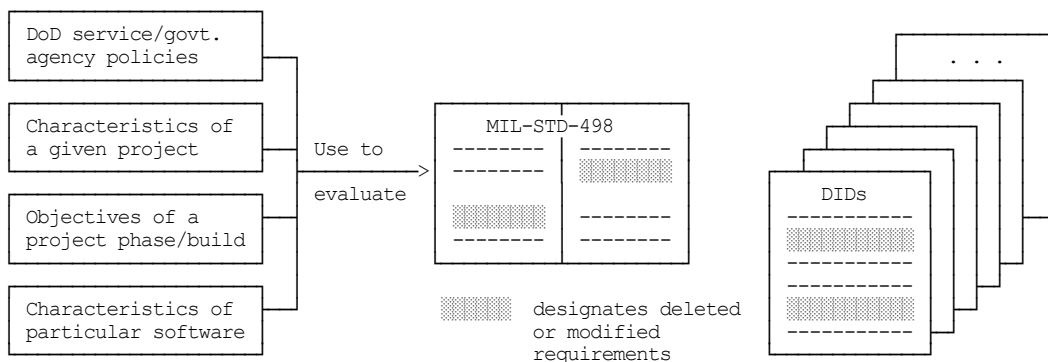 DoD service/govt.
agency policies
Characteristics of
a given project
Objectives of a
project phase/build
Characteristics of
particular software
Use to
evaluate
MIL-STD-498
DIDs
. . .
designates deleted
or modified
requirements